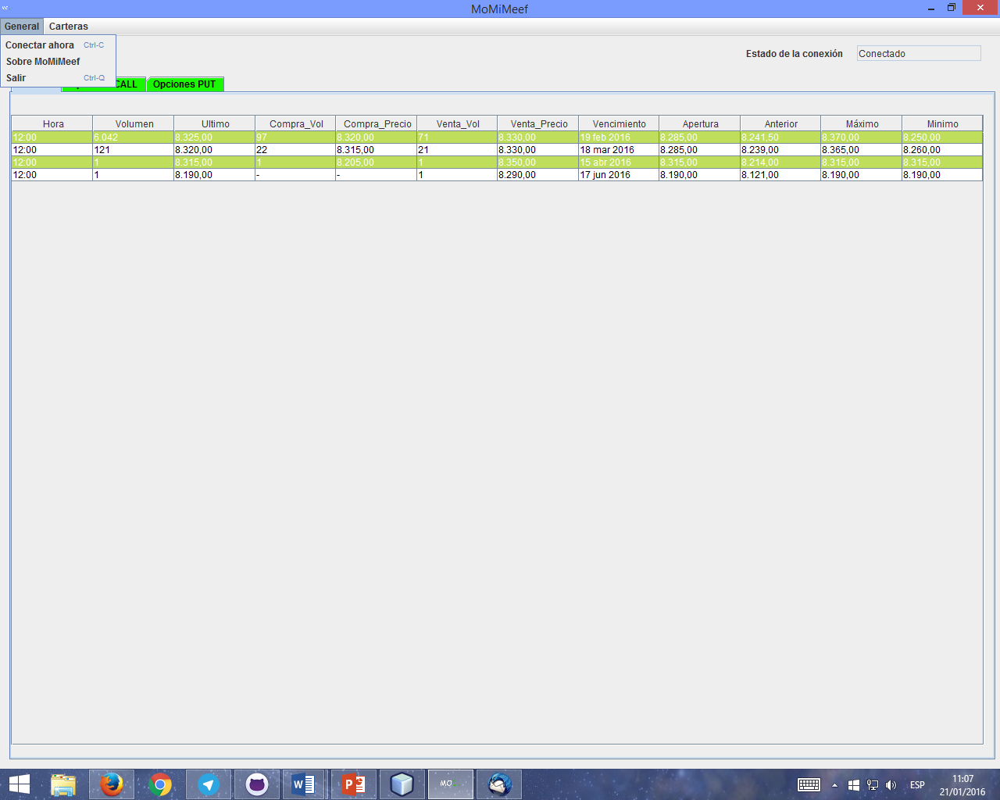 MoMiMeef
General Carteras
Conectar ahora Ctrl-C
Sobre MoMiMeef
Salir Ctrl-Q
Estado de la conexión Conectado
CALL Opciones PUT
Hora Volumen Ultimo Compra_Vol Compra_Precio Venta_Vol Venta_Precio Vencimiento Apertura Anterior Máximo Minimo
12:00 6.042 8.325,00 97 8.320,00 71 8.330,00 19 feb 2016 8.285,00 8.241,50 8.370,00 8.250,00
12:00 121 8.320,00 22 8.315,00 21 8.330,00 18 mar 2016 8.285,00 8.239,00 8.365,00 8.260,00
12:00 1 8.315,00 1 8.205,00 1 8.350,00 15 abr 2016 8.315,00 8.214,00 8.315,00 8.315,00
12:00 1 8.190,00 - - 1 8.290,00 17 jun 2016 8.190,00 8.121,00 8.190,00 8.190,00
ESP
11:07
21/01/2016